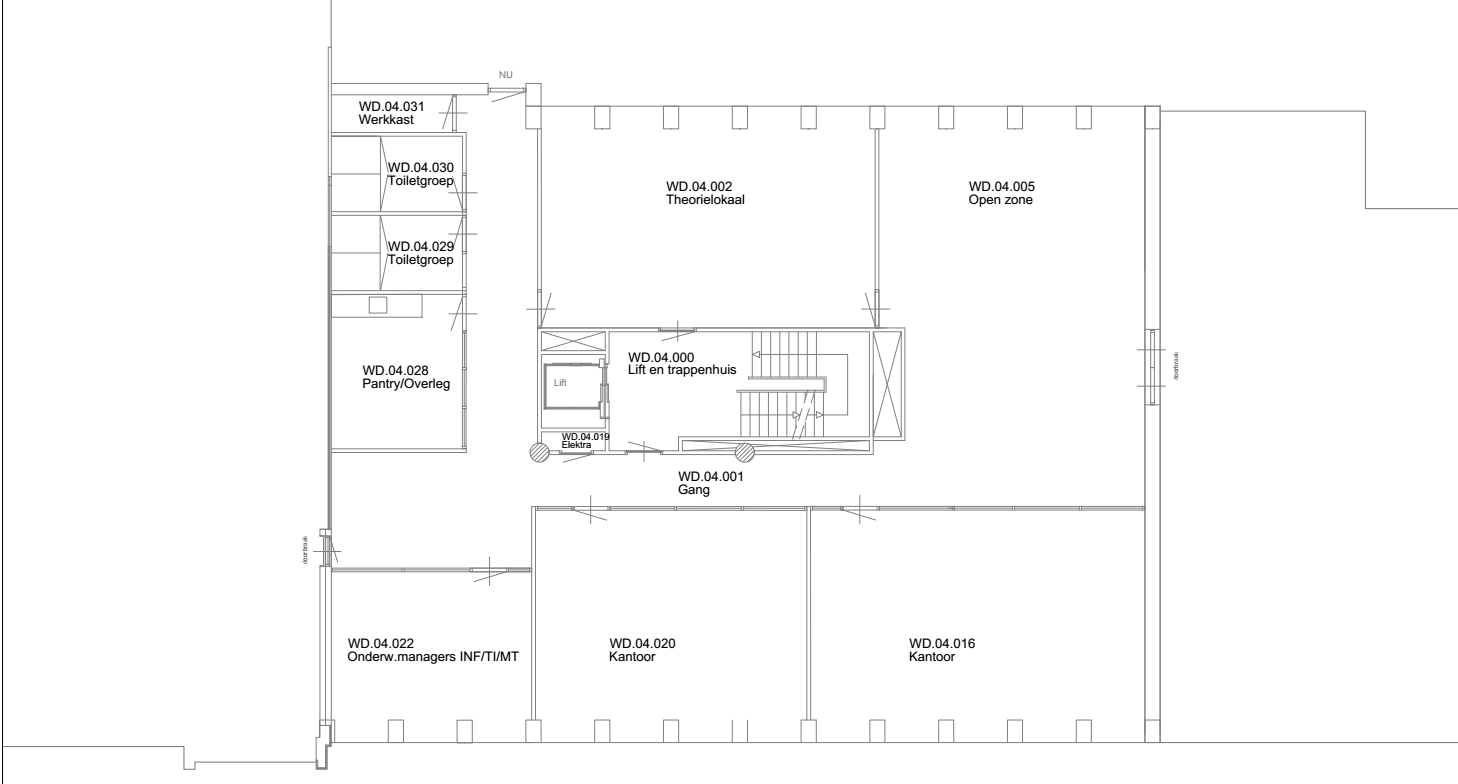 NU
WD.04.031
Werkkast
WD.04.030
Toiletgroep
WD.04.002
Theorielokaal
WD.04.005
Open zone
WD.04.029
Toiletgroep
WD.04.028
Pantry/Overleg
Lift
WD.04.000
Lift en trappenhuis
doorbraak
WD.04.019
Elektra
WD.04.001
Gang
doorbraak
WD.04.022
Onderw.managers INF/TI/MT
WD.04.020
Kantoor
WD.04.016
Kantoor